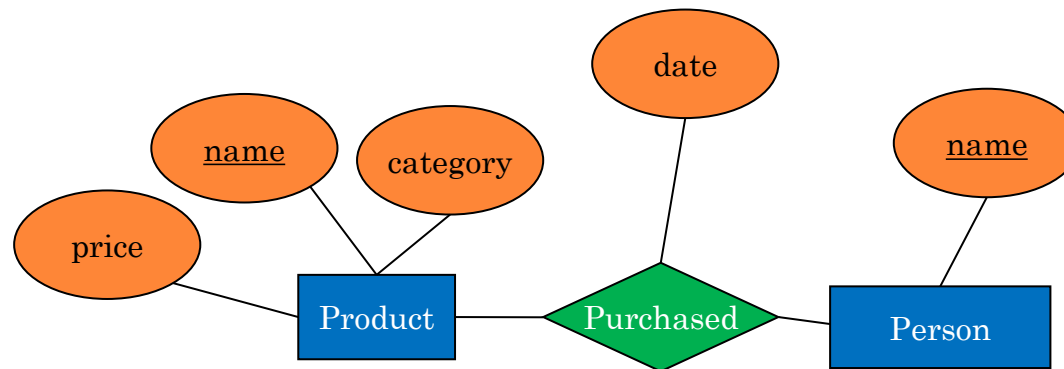 date
name
category
name
price
Product
Purchased
Person